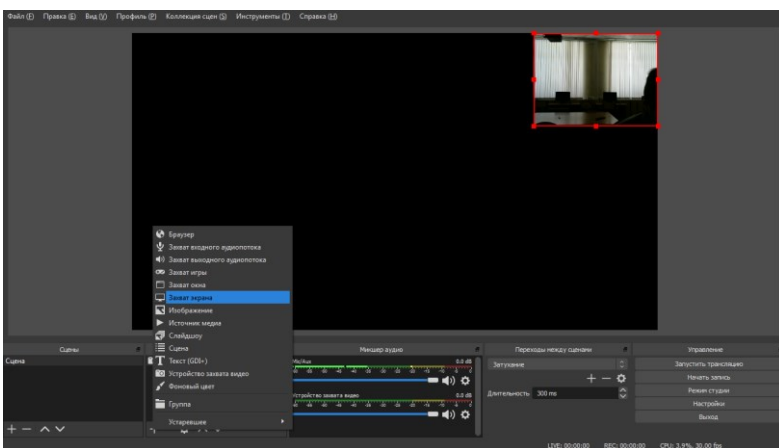 Файл (F) Правка (E) Вид (V) Профиль (P) Коллекция сцен (S) Инструменты (T) Справка (H)
Браузер
Захват входного аудиопотока
Захват выходного аудиопотока
Захват игры
Захват окна
Захват экрана
Изображение
Источник медиа
Слайдшоу
Сцена
Текст (GDI+)
Устройство захвата видео
Фоновый цвет
Группа
Устаревшее
Сцены
Сцена
Микшер аудио
Mic/Aux 0.0 dB
Устройство захвата видео 0.0 dB
Переходы между сценами
Затухание
Длительность 300 ms
Управление
Запустить трансляцию
Начать запись
Режим студии
Настройки
Выход
LIVE: 00:00:00 REC: 00:00:00 CPU: 3.9%, 30.00 fps